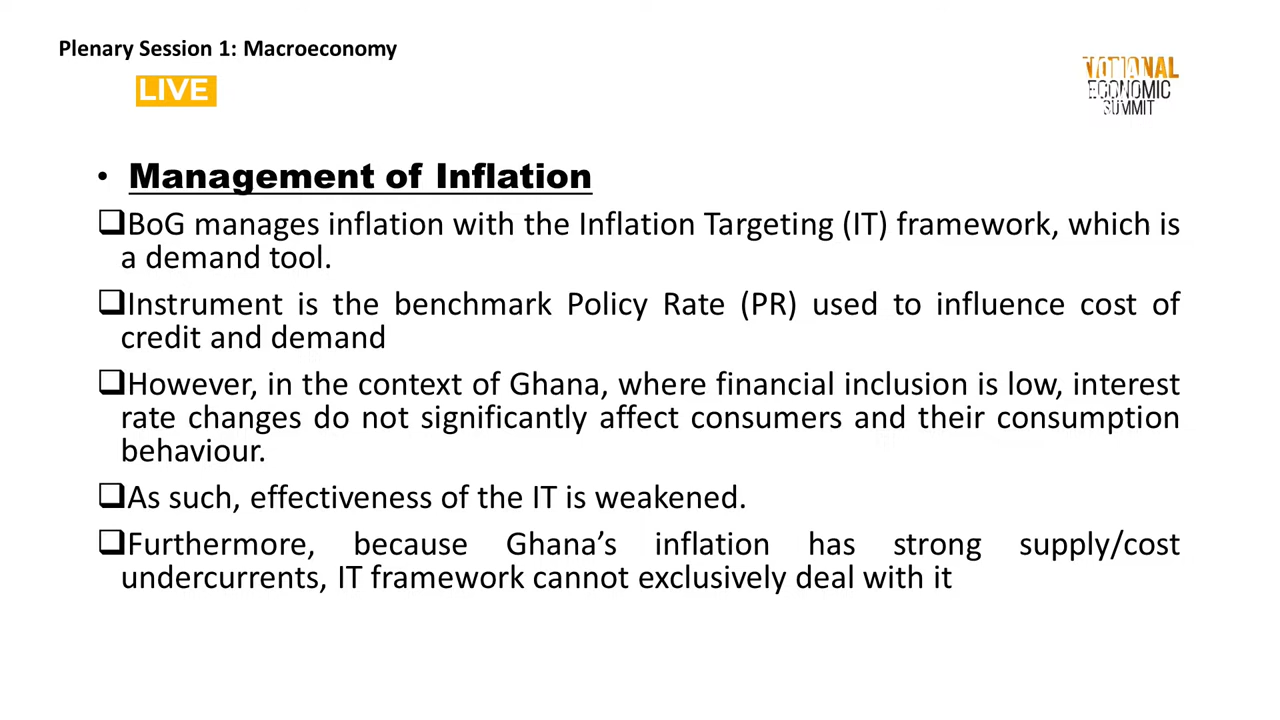 Plenary Session 1: Macroeconomy
LIVE
NATIONAL
ECONOMIC
SUMMIT
• Management of Inflation
❑BoG manages inflation with the Inflation Targeting (IT) framework, which is
a demand tool.
❑Instrument is the benchmark Policy Rate (PR) used to influence cost of
credit and demand
❑However, in the context of Ghana, where financial inclusion is low, interest
rate changes do not significantly affect consumers and their consumption
behaviour.
❑As such, effectiveness of the IT is weakened.
❑Furthermore, because Ghana’s inflation has strong supply/cost
undercurrents, IT framework cannot exclusively deal with it